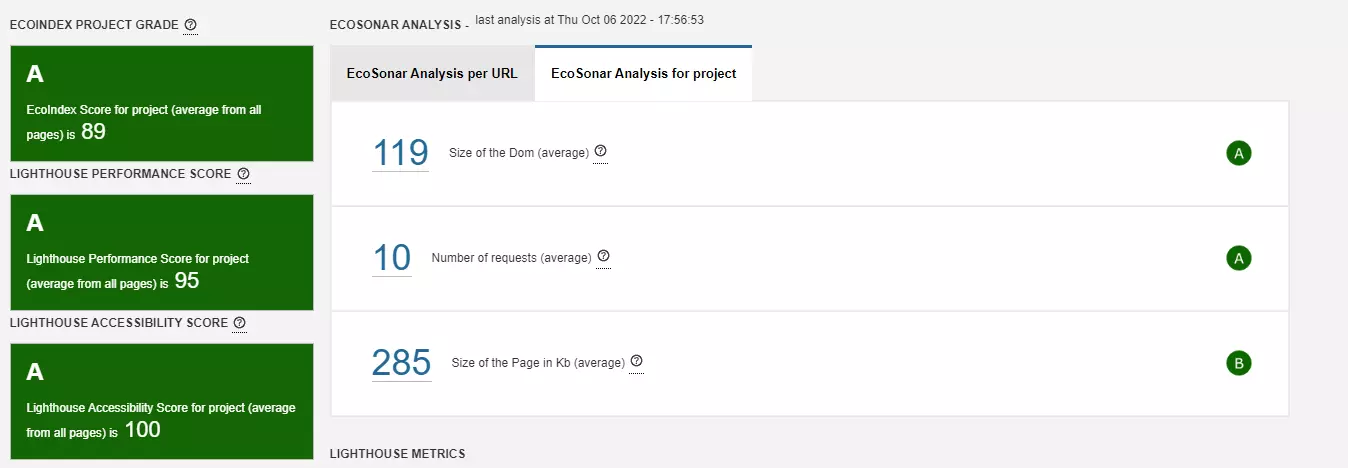 ECOINDEX PROJECT GRADE
A
EcoIndex Score for project (average from all
pages) is 89
LIGHTHOUSE PERFORMANCE SCORE
A
Lighthouse Performance Score for project
(average from all pages) is 95
LIGHTHOUSE ACCESSIBILITY SCORE
A
Lighthouse Accessibility Score for project (average
from all pages) is 100
ECOSONAR ANALYSIS - last analysis at Thu Oct 06 2022 - 17:56:53
EcoSonar Analysis per URL
EcoSonar Analysis for project
119 Size of the Dom (average) A
10 Number of requests (average) A
285 Size of the Page in Kb (average) B
LIGHTHOUSE METRICS